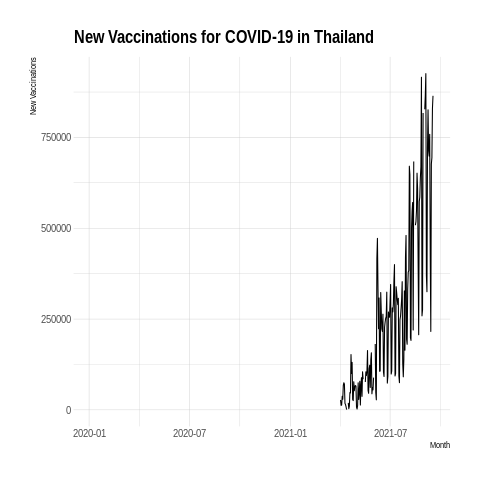 New Vaccinations for COVID-19 in Thailand
New Vaccinations
750000
500000
250000
0
2020-01 2020-07 2021-01 2021-07
Month